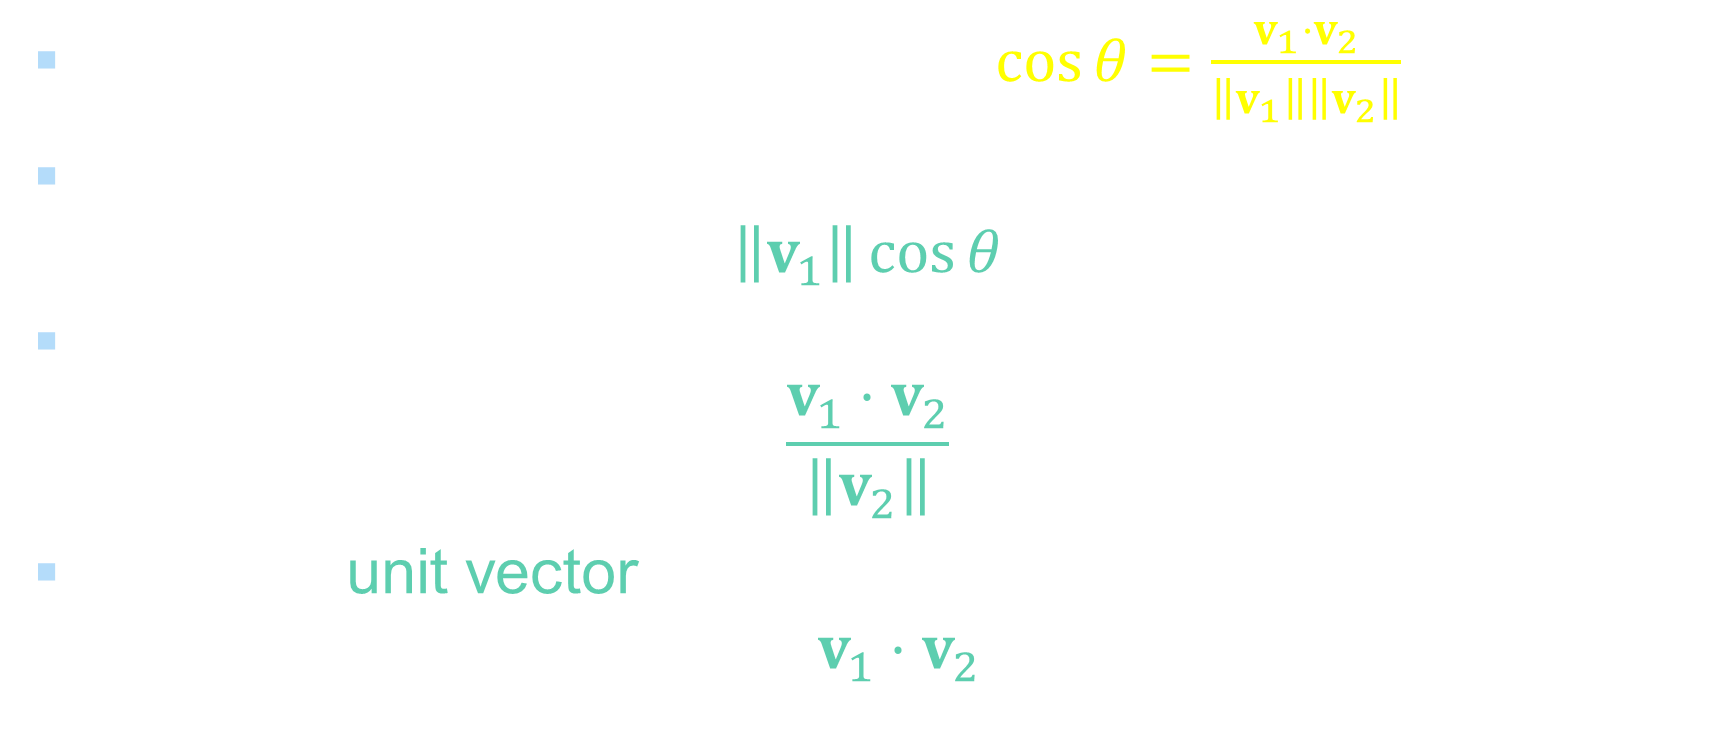 cos θ = v₁·v₂ / ‖v₁‖‖v₂‖
‖v₁‖ cos θ
v₁ · v₂ / ‖v₂‖
unit vector
v₁ · v₂